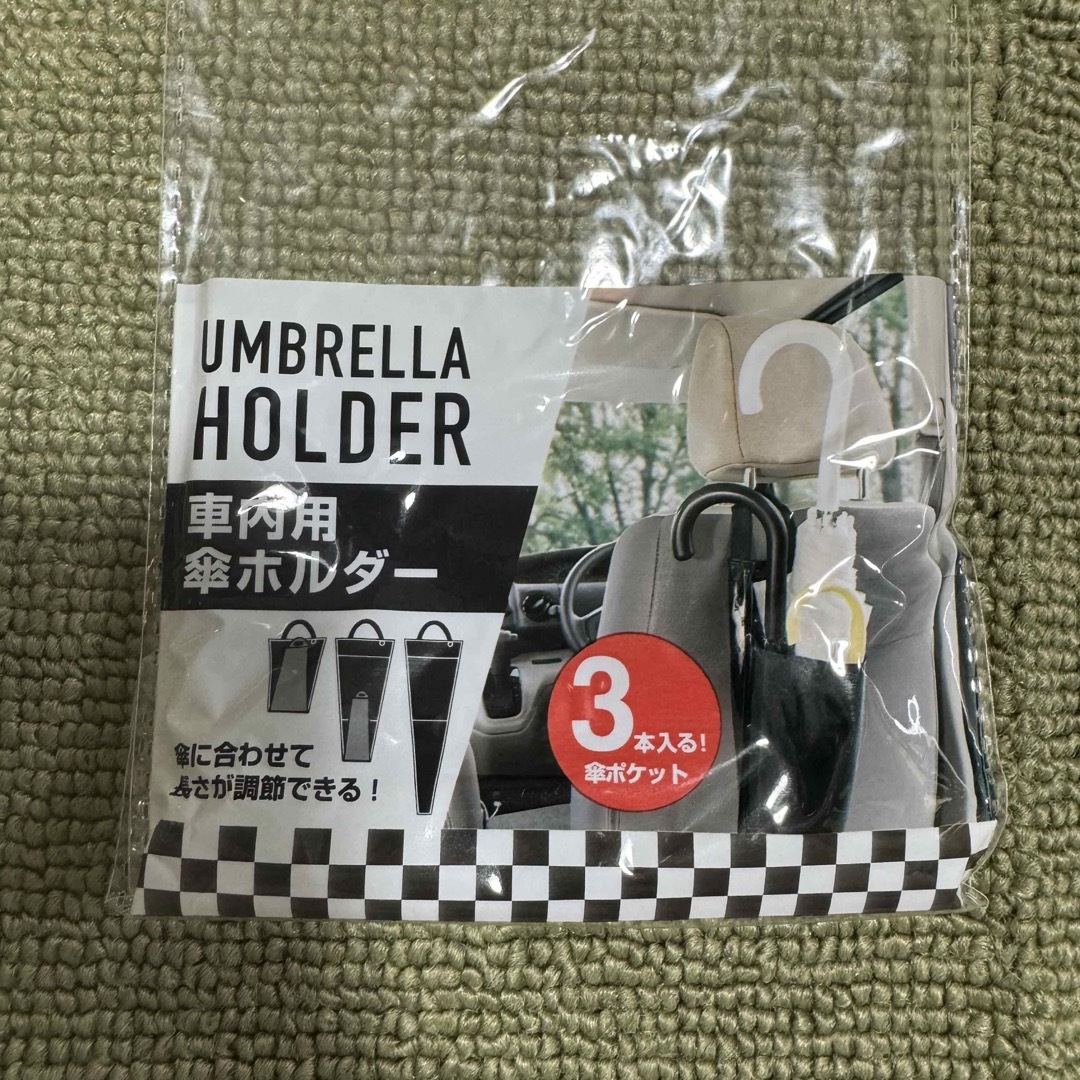 UMBRELLA
HOLDER
車内用
傘ホルダー
傘に合わせて
長さが調節できる!
3本入る!
傘ポケット